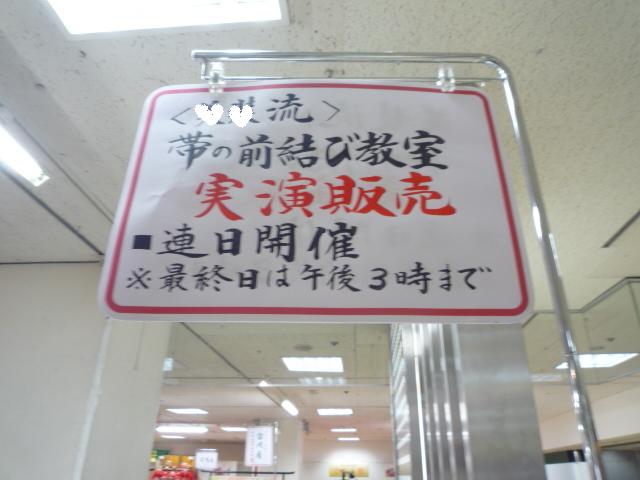 流＞
帯の前結び教室
実演販売
■連日開催
※最終日は午後3時まで